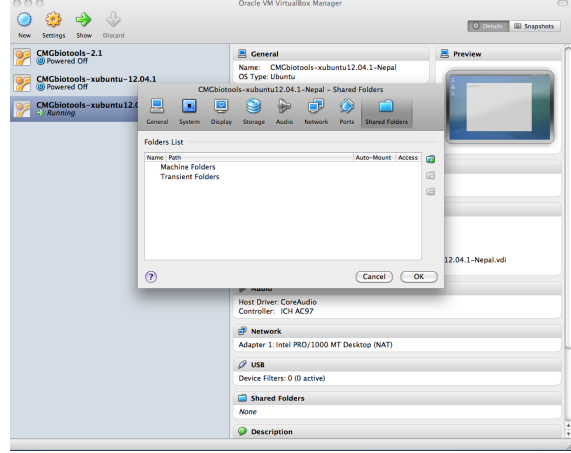 Oracle VM VirtualBox Manager
New Settings Show Discard
Details Snapshots
CMGbiotools-2.1
Powered Off
CMGbiotools-xubuntu-12.04.1
Powered Off
CMGbiotools-xubuntu12.0
Running
General
Name: CMGbiotools-xubuntu12.04.1-Nepal
OS Type: Ubuntu
Preview
CMGbiotools-xubuntu12.04.1-Nepal - Shared Folders
General System Display Storage Audio Network Ports Shared Folders
Folders List
Name Path Auto-Mount Access
Machine Folders
Transient Folders
? Cancel OK
12.04.1-Nepal.vdi
Audio
Host Driver: CoreAudio
Controller: ICH AC97
Network
Adapter 1: Intel PRO/1000 MT Desktop (NAT)
USB
Device Filters: 0 (0 active)
Shared Folders
None
Description